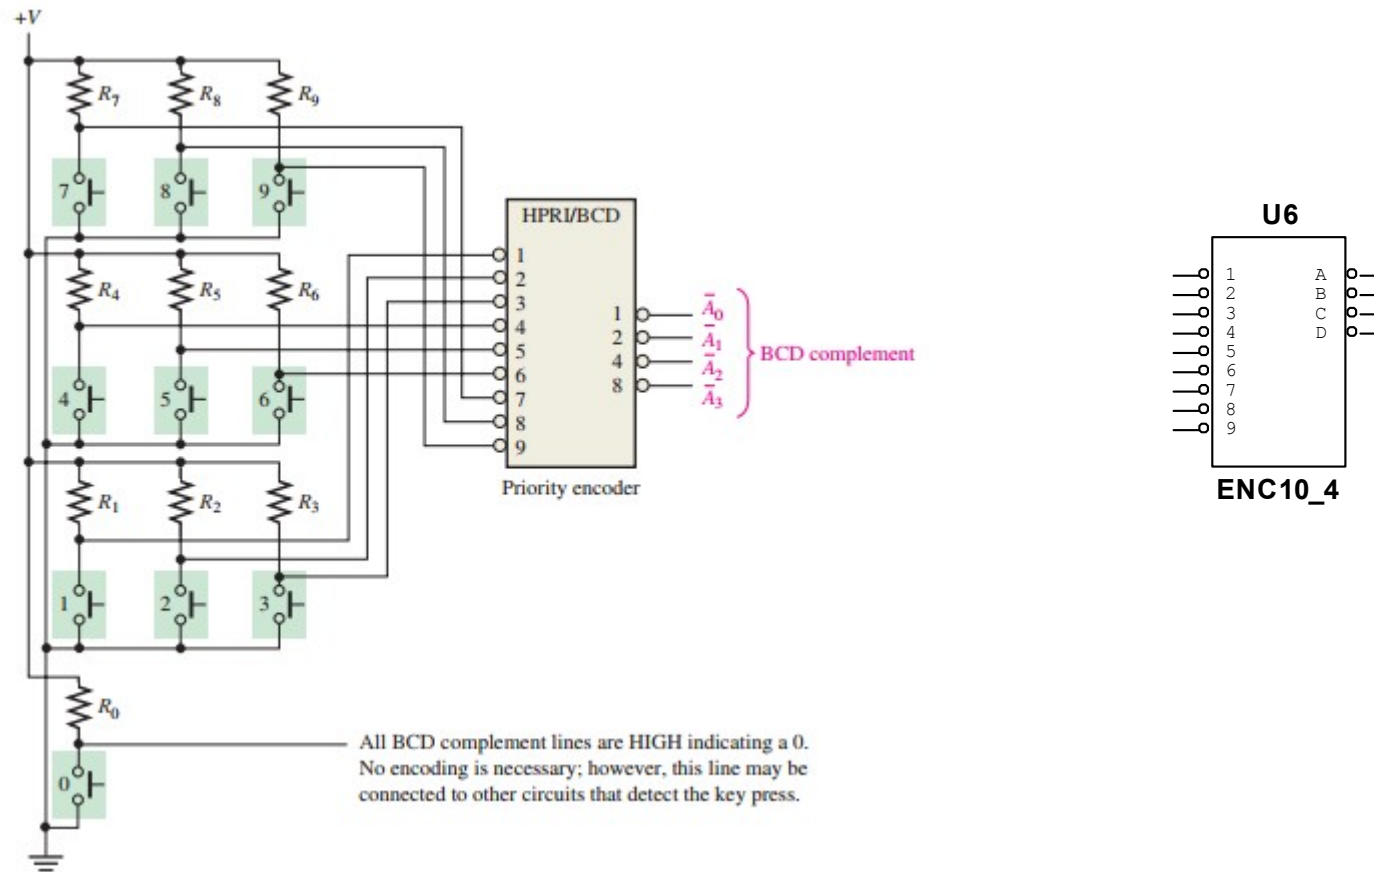 +V
R7 R8 R9
7 8 9
HPRI/BCD
1
2
3
4
5
6
7
8
9
1 A̅0
2 A̅1
4 A̅2
8 A̅3
BCD complement
Priority encoder
R4 R5 R6
4 5 6
R1 R2 R3
1 2 3
R0
0
All BCD complement lines are HIGH indicating a 0.
No encoding is necessary; however, this line may be
connected to other circuits that detect the key press.
U6
1 A
2 B
3 C
4 D
5
6
7
8
9
ENC10_4